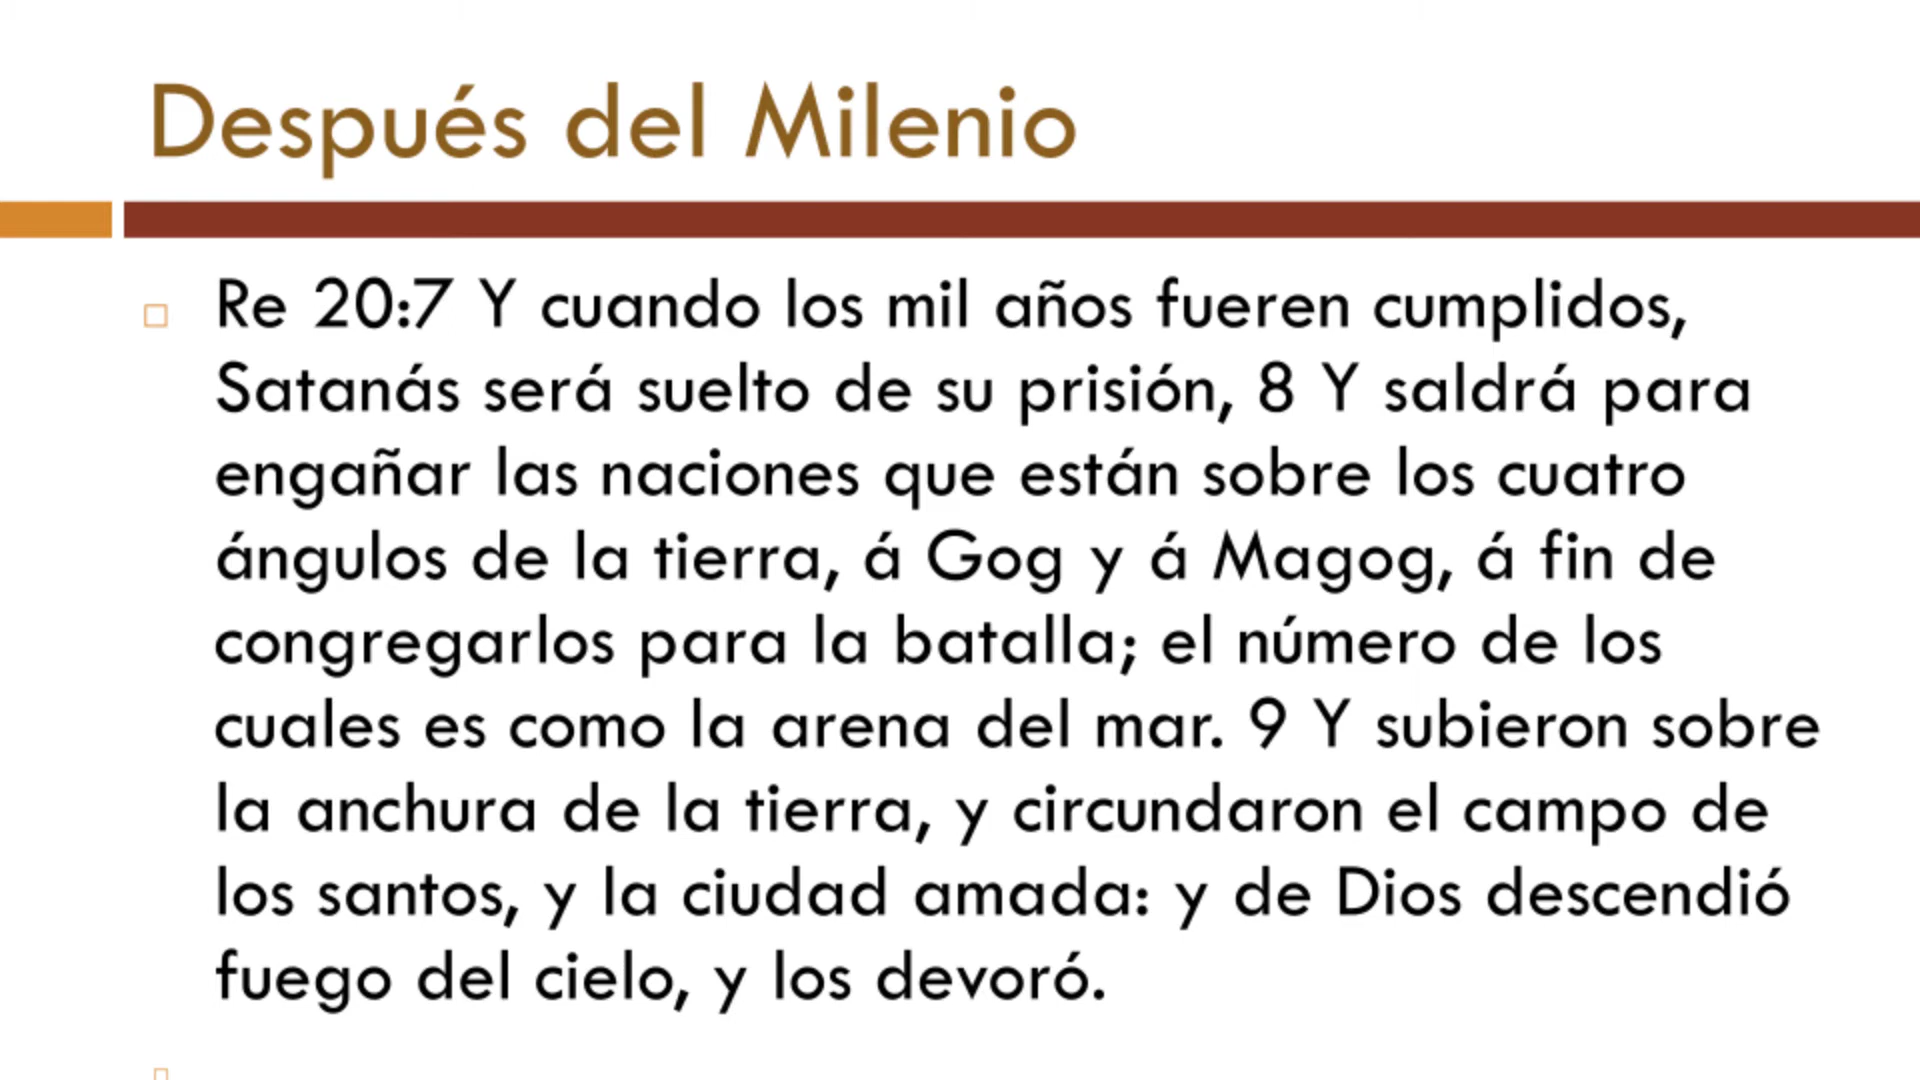 Después del Milenio
Re 20:7 Y cuando los mil años fueren cumplidos,
Satanás será suelto de su prisión, 8 Y saldrá para
engañar las naciones que están sobre los cuatro
ángulos de la tierra, á Gog y á Magog, á fin de
congregarlos para la batalla; el número de los
cuales es como la arena del mar. 9 Y subieron sobre
la anchura de la tierra, y circundaron el campo de
los santos, y la ciudad amada: y de Dios descendió
fuego del cielo, y los devoró.